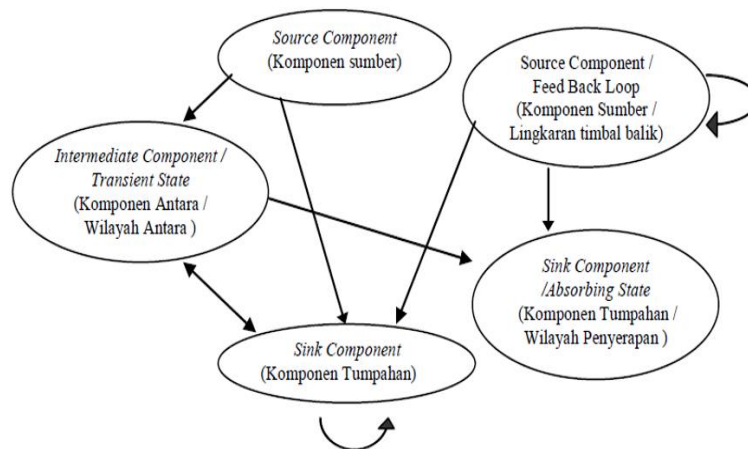 Source Component
(Komponen sumber)
Source Component /
Feed Back Loop
(Komponen Sumber /
Lingkaran timbal balik)
Intermediate Component /
Transient State
(Komponen Antara /
Wilayah Antara )
Sink Component
/Absorbing State
(Komponen Tumpahan /
Wilayah Penyerapan )
Sink Component
(Komponen Tumpahan)